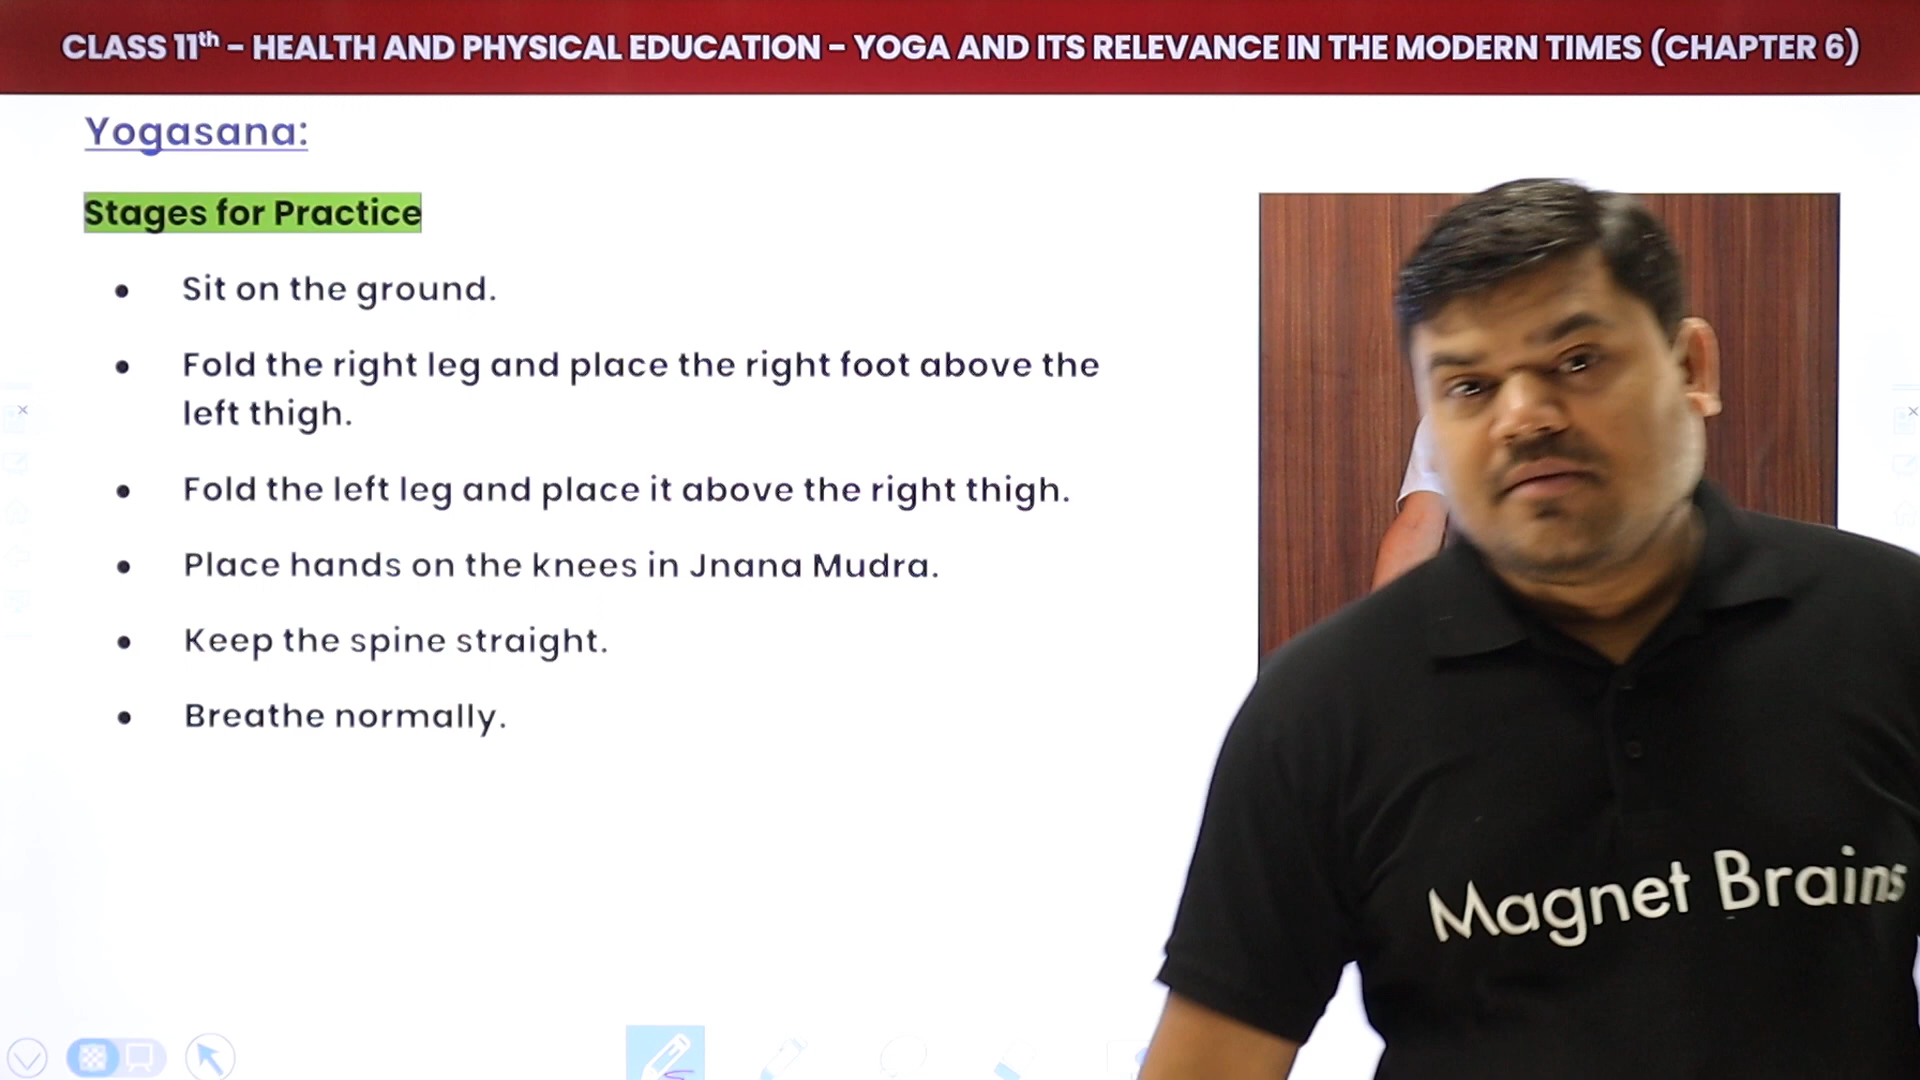 CLASS 11th – HEALTH AND PHYSICAL EDUCATION – YOGA AND ITS RELEVANCE IN THE MODERN TIMES (CHAPTER 6)
Yogasana:
Stages for Practice
• Sit on the ground.
• Fold the right leg and place the right foot above the
left thigh.
• Fold the left leg and place it above the right thigh.
• Place hands on the knees in Jnana Mudra.
• Keep the spine straight.
• Breathe normally.
Magnet Brains